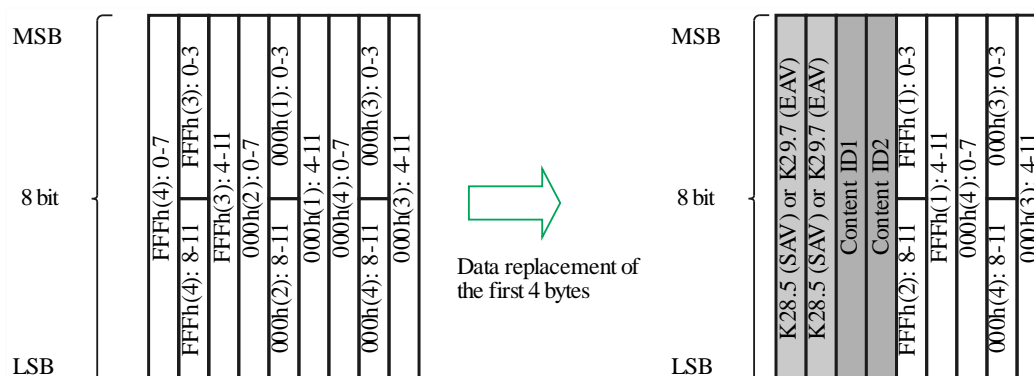 MSB
8 bit
LSB
FFFh(4): 0-7
FFFh(3): 0-3
FFFh(4): 8-11
FFFh(3): 4-11
000h(2): 0-7
000h(1): 0-3
000h(2): 8-11
000h(1): 4-11
000h(4): 0-7
000h(3): 0-3
000h(4): 8-11
000h(3): 4-11
Data replacement of
the first 4 bytes
MSB
8 bit
LSB
K28.5 (SAV) or K29.7 (EAV)
K28.5 (SAV) or K29.7 (EAV)
Content ID1
Content ID2
FFFh(1): 0-3
FFFh(2): 8-11
FFFh(1): 4-11
000h(4): 0-7
000h(3): 0-3
000h(4): 8-11
000h(3): 4-11